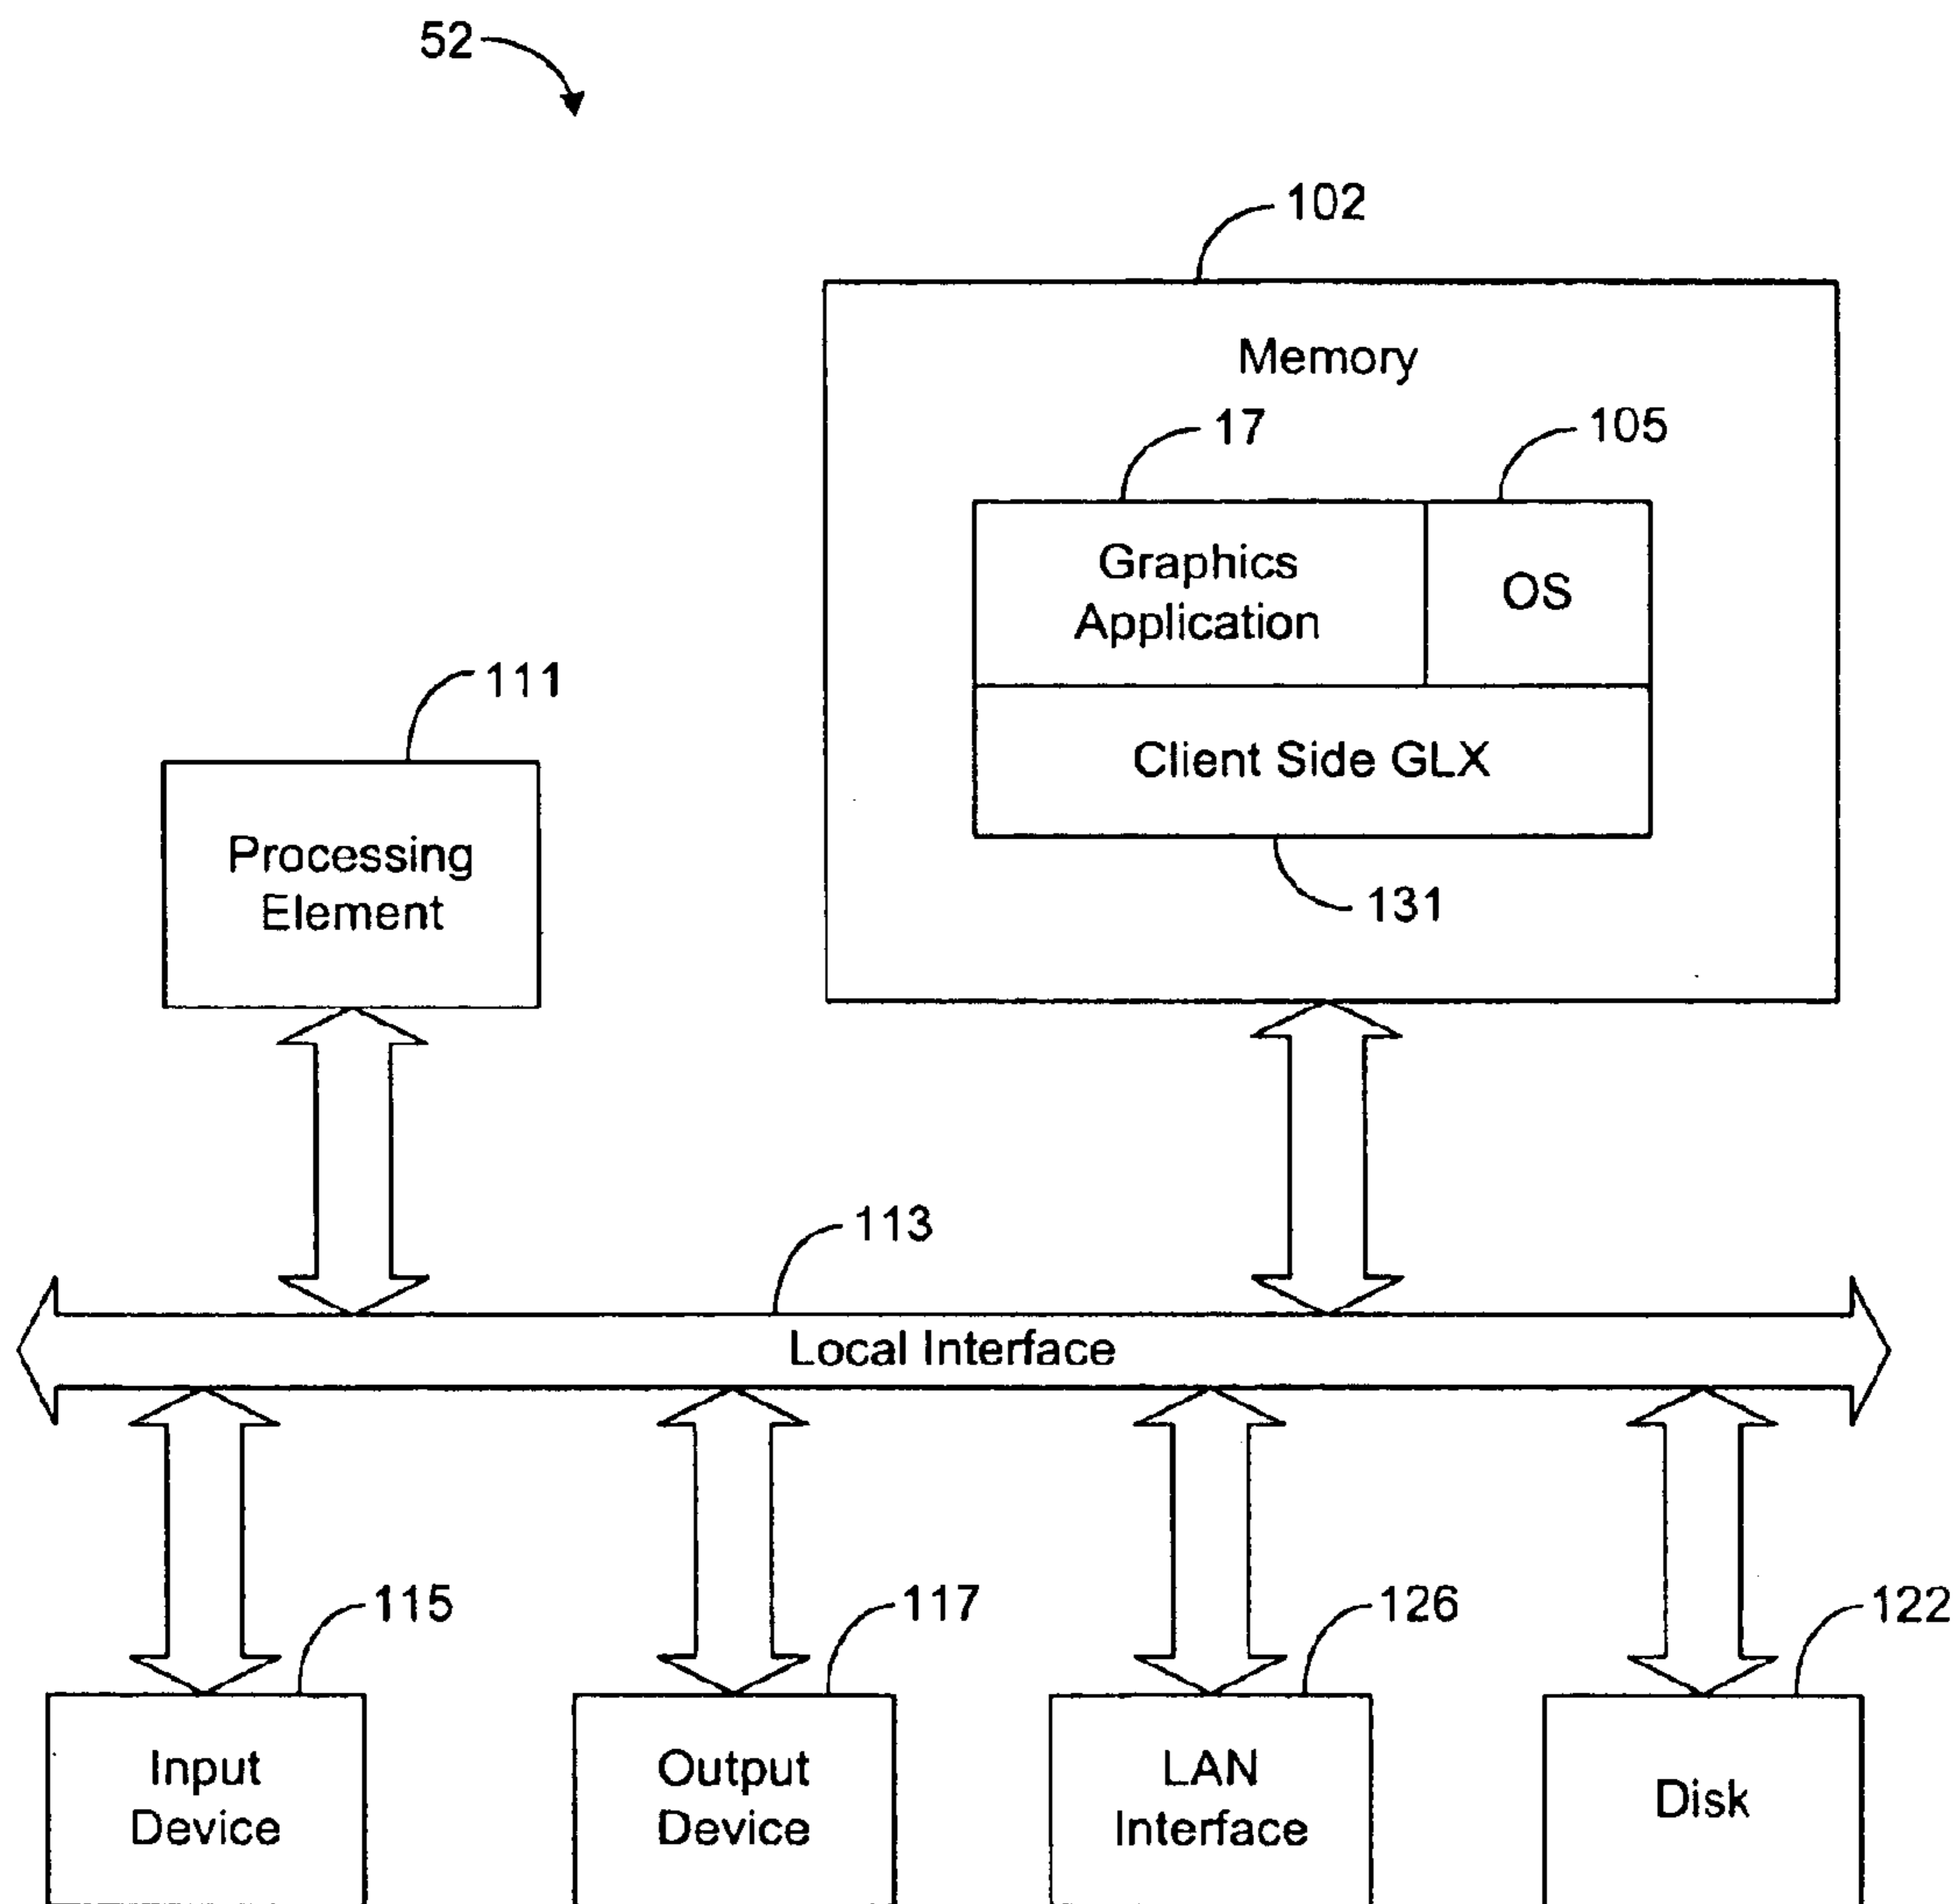 52
102
Memory
17
105
Graphics
Application
OS
111
Client Side GLX
Processing
Element
131
113
Local Interface
115
117
126
122
Input
Device
Output
Device
LAN
Interface
Disk